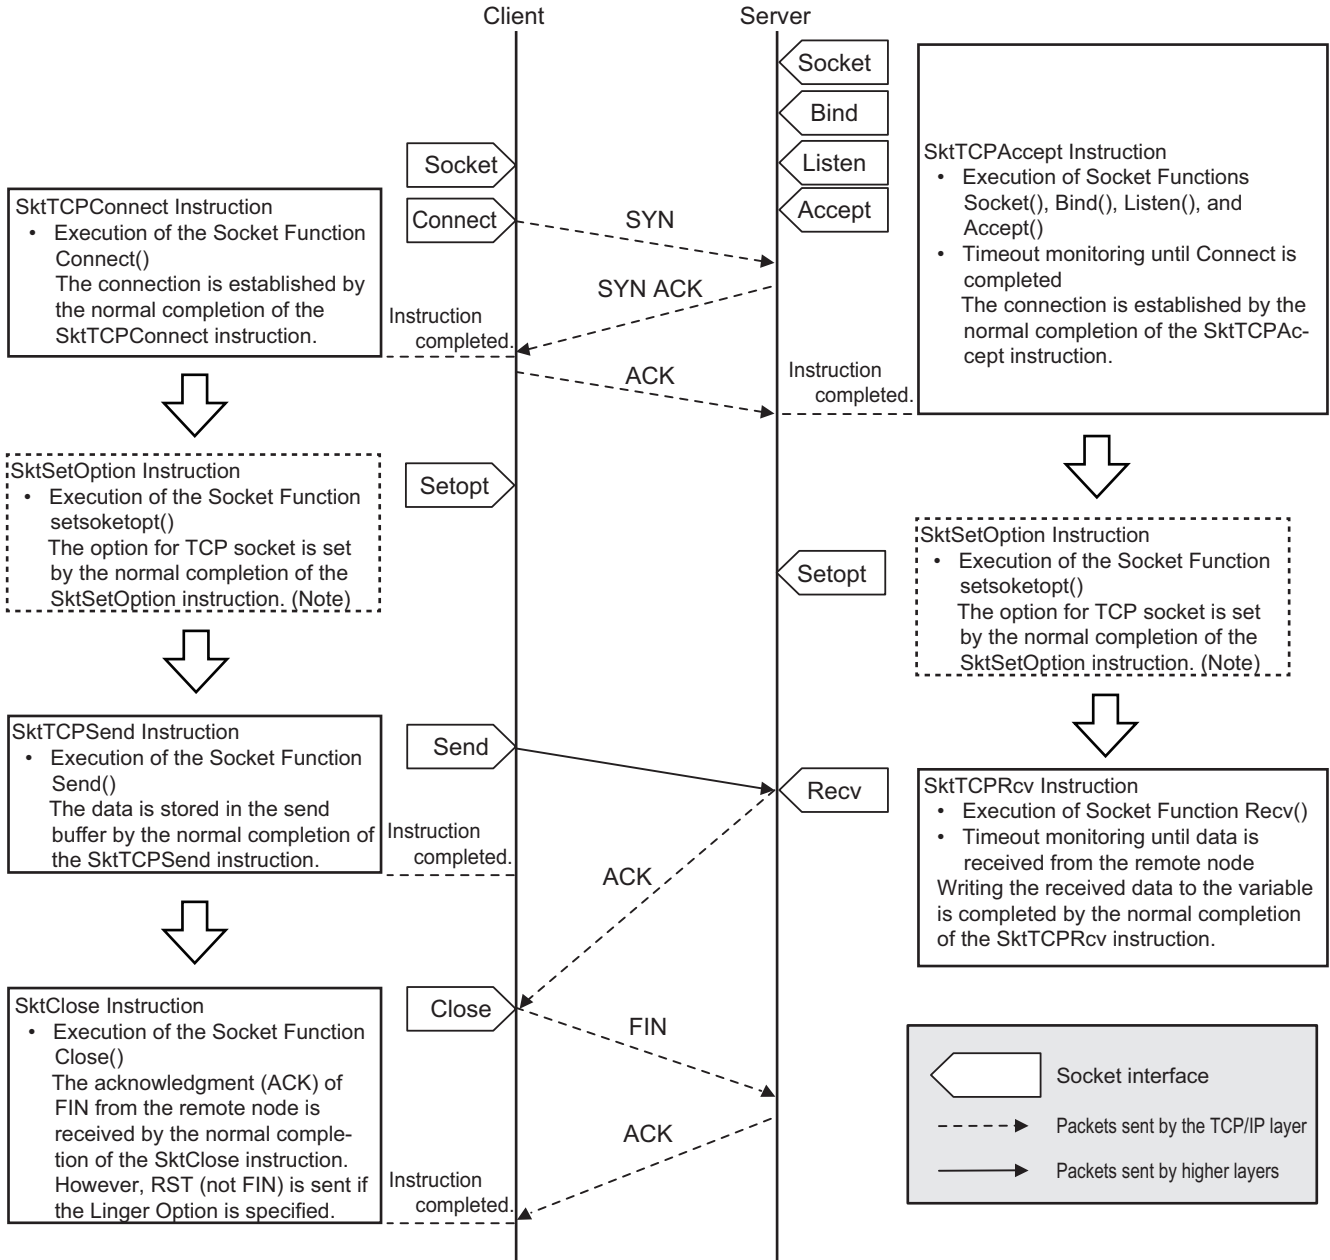 Client
Server
Socket
Bind
Listen
Accept
SktTCPAccept Instruction
• Execution of Socket Functions
Socket(), Bind(), Listen(), and
Accept()
• Timeout monitoring until Connect is
completed
The connection is established by the
normal completion of the SktTCPAc-
cept instruction.
Socket
Connect
SktTCPConnect Instruction
• Execution of the Socket Function
Connect()
The connection is established by
the normal completion of the
SktTCPConnect instruction.
SYN
SYN ACK
Instruction
completed.
ACK
Instruction
completed.
SktSetOption Instruction
• Execution of the Socket Function
setsoketopt()
The option for TCP socket is set
by the normal completion of the
SktSetOption instruction. (Note)
Setopt
Setopt
SktSetOption Instruction
• Execution of the Socket Function
setsoketopt()
The option for TCP socket is set
by the normal completion of the
SktSetOption instruction. (Note)
SktTCPSend Instruction
• Execution of the Socket Function
Send()
The data is stored in the send
buffer by the normal completion of
the SktTCPSend instruction.
Send
Instruction
completed.
Recv
ACK
SktTCPRcv Instruction
• Execution of Socket Function Recv()
• Timeout monitoring until data is
received from the remote node
Writing the received data to the variable
is completed by the normal completion
of the SktTCPRcv instruction.
SktClose Instruction
• Execution of the Socket Function
Close()
The acknowledgment (ACK) of
FIN from the remote node is
received by the normal comple-
tion of the SktClose instruction.
However, RST (not FIN) is sent if
the Linger Option is specified.
Close
FIN
ACK
Instruction
completed.
Socket interface
Packets sent by the TCP/IP layer
Packets sent by higher layers